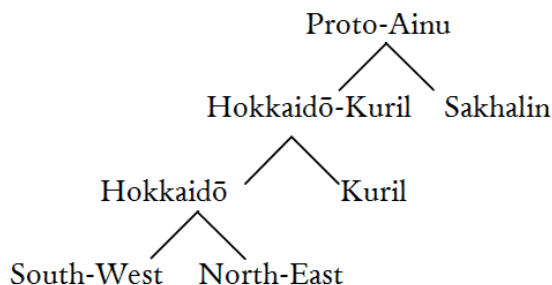 Proto-Ainu
Hokkaidō-Kuril Sakhalin
Hokkaidō Kuril
South-West North-East